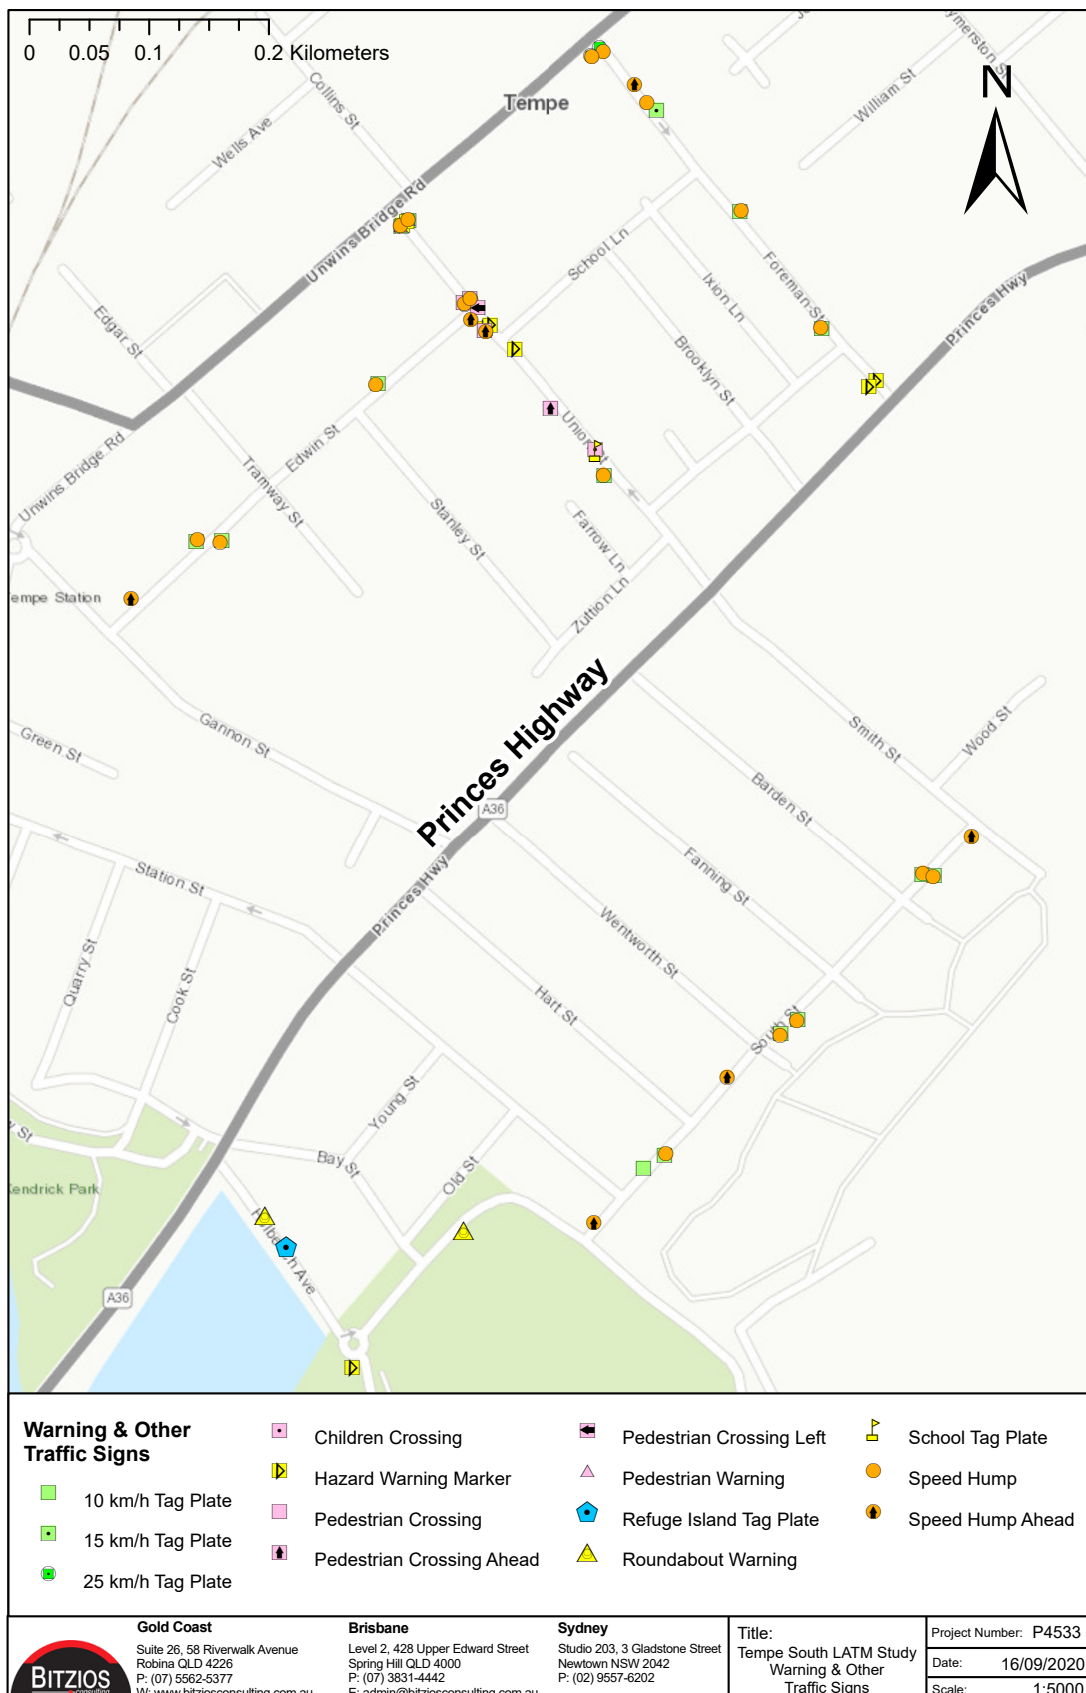 0 0.05 0.1 0.2 Kilometers
N
Tempe
Collins St
Wells Ave
William St
Unwins Bridge Rd
School Ln
Ixion Ln
Foreman St
Princes Hwy
Edgar St
Brooklyn St
Union St
Edwin St
Unwins Bridge Rd
Tramway St
Stanley St
Farrow Ln
Zuttion Ln
Princes Highway
Gannon St
Green St
Smith St
Wood St
Barden St
A36
Fanning St
Princes Hwy
Station St
Wentworth St
Quarry St
Cook St
Hart St
South St
Young St
Bay St
Old St
A36
Warning & Other
Traffic Signs
10 km/h Tag Plate
15 km/h Tag Plate
25 km/h Tag Plate
Children Crossing
Hazard Warning Marker
Pedestrian Crossing
Pedestrian Crossing Ahead
Pedestrian Crossing Left
Pedestrian Warning
Refuge Island Tag Plate
Roundabout Warning
School Tag Plate
Speed Hump
Speed Hump Ahead
BITZIOS
consulting
Gold Coast
Suite 26, 58 Riverwalk Avenue
Robina QLD 4226
P: (07) 5562-5377
W: www.bitziosconsulting.com.au
Brisbane
Level 2, 428 Upper Edward Street
Spring Hill QLD 4000
P: (07) 3831-4442
E: admin@bitziosconsulting.com.au
Sydney
Studio 203, 3 Gladstone Street
Newtown NSW 2042
P: (02) 9557-6202
Title:
Tempe South LATM Study
Warning & Other
Traffic Signs
Project Number: P4533
Date: 16/09/2020
Scale: 1:5000